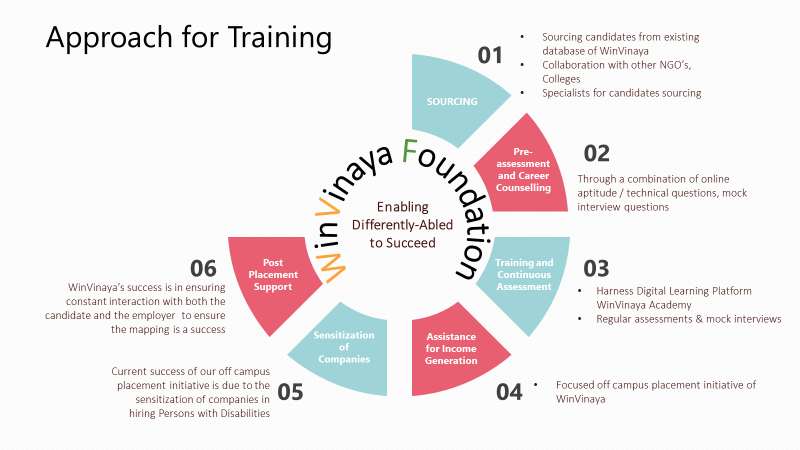 Approach for Training
01
• Sourcing candidates from existing
database of WinVinaya
• Collaboration with other NGO's,
Colleges
• Specialists for candidates sourcing
SOURCING
02
Pre-
assessment
and Career
Counselling
Through a combination of online
aptitude / technical questions, mock
interview questions
WinVinaya Foundation
Enabling
Differently-Abled
to Succeed
03
Training and
Continuous
Assessment
• Harness Digital Learning Platform
WinVinaya Academy
• Regular assessments & mock interviews
04
Assistance
for Income
Generation
• Focused off campus placement initiative of
WinVinaya
05
Sensitization
of
Companies
Current success of our off campus
placement initiative is due to the
sensitization of companies in
hiring Persons with Disabilities
06
Post
Placement
Support
WinVinaya's success is in ensuring
constant interaction with both the
candidate and the employer to ensure
the mapping is a success